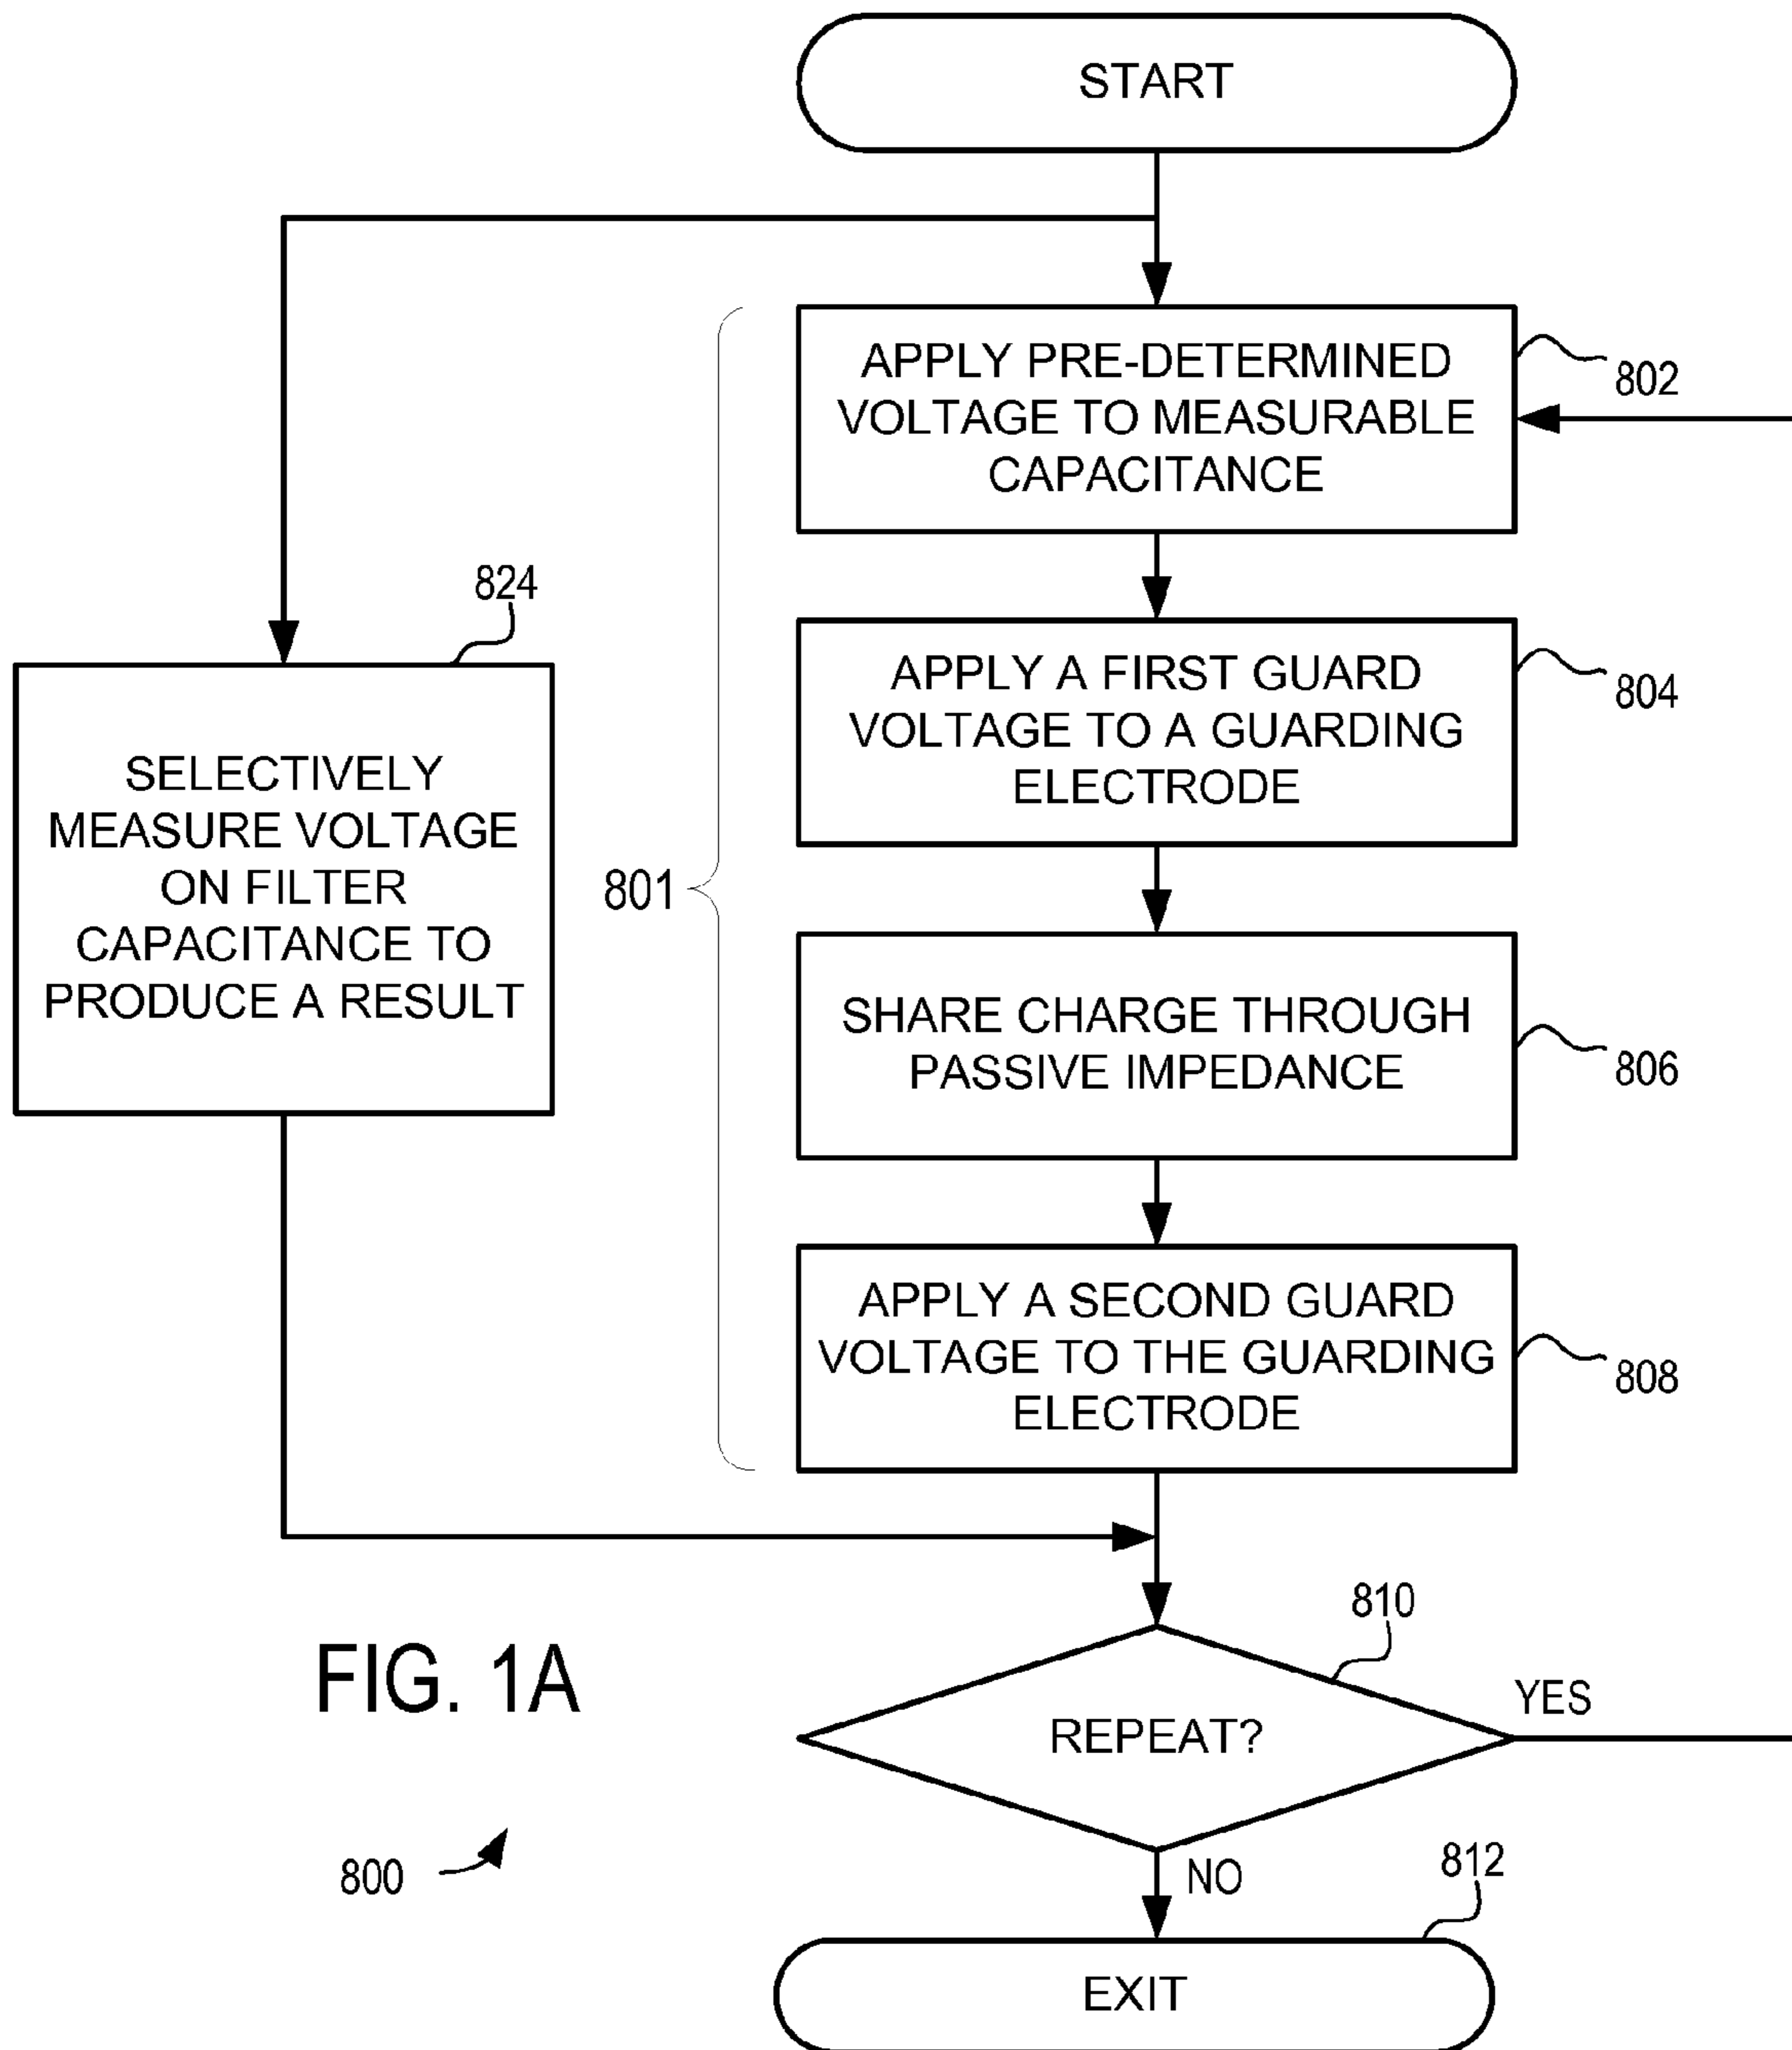 START
APPLY PRE-DETERMINED
VOLTAGE TO MEASURABLE
CAPACITANCE
802
824
SELECTIVELY
MEASURE VOLTAGE
ON FILTER
CAPACITANCE TO
PRODUCE A RESULT
801
APPLY A FIRST GUARD
VOLTAGE TO A GUARDING
ELECTRODE
804
SHARE CHARGE THROUGH
PASSIVE IMPEDANCE
806
APPLY A SECOND GUARD
VOLTAGE TO THE GUARDING
ELECTRODE
808
810
REPEAT?
YES
NO
FIG. 1A
800
812
EXIT